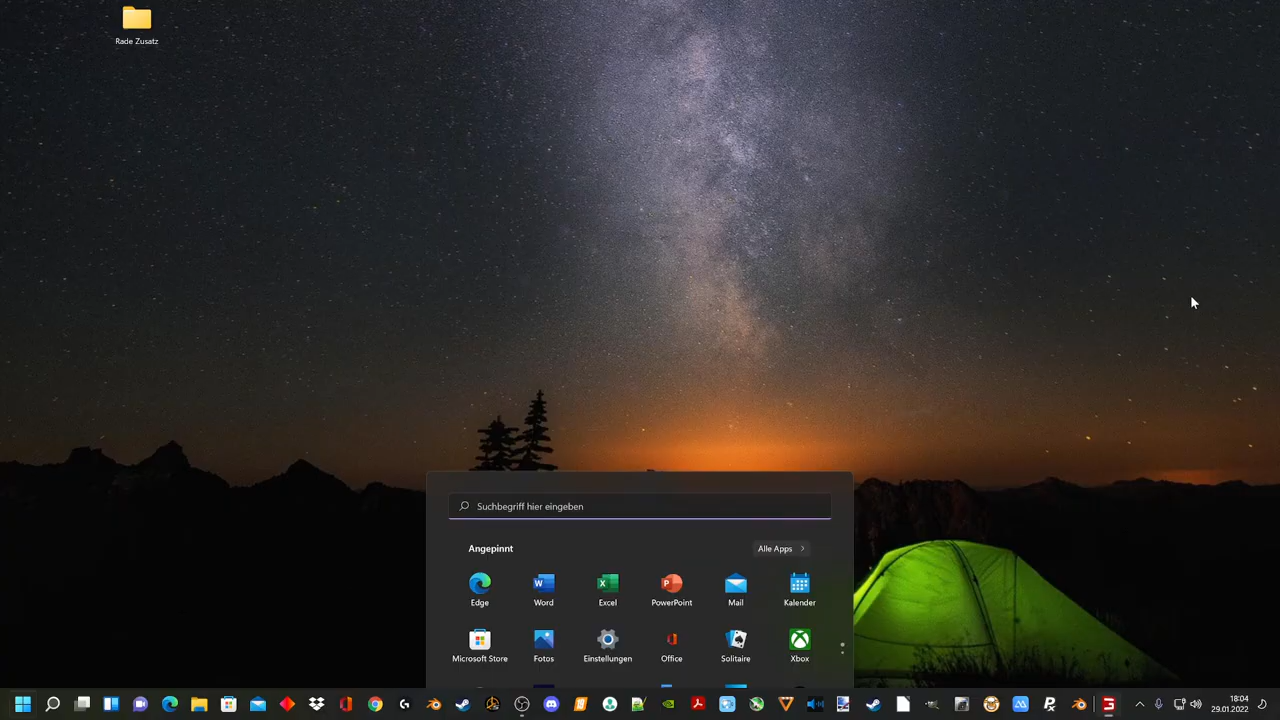 Rade Zusatz
Suchbegriff hier eingeben
Angepinnt
Alle Apps
Edge
Word
Excel
PowerPoint
Mail
Kalender
Microsoft Store
Fotos
Einstellungen
Office
Solitaire
Xbox
18:04
29.01.2022